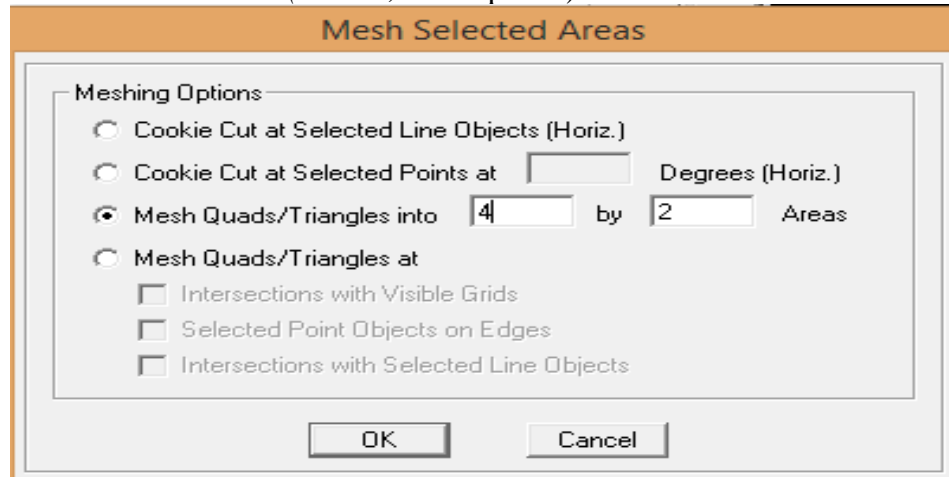 Mesh Selected Areas
Meshing Options
Cookie Cut at Selected Line Objects (Horiz.)
Cookie Cut at Selected Points at Degrees (Horiz.)
Mesh Quads/Triangles into 4 by 2 Areas
Mesh Quads/Triangles at
Intersections with Visible Grids
Selected Point Objects on Edges
Intersections with Selected Line Objects
OK Cancel